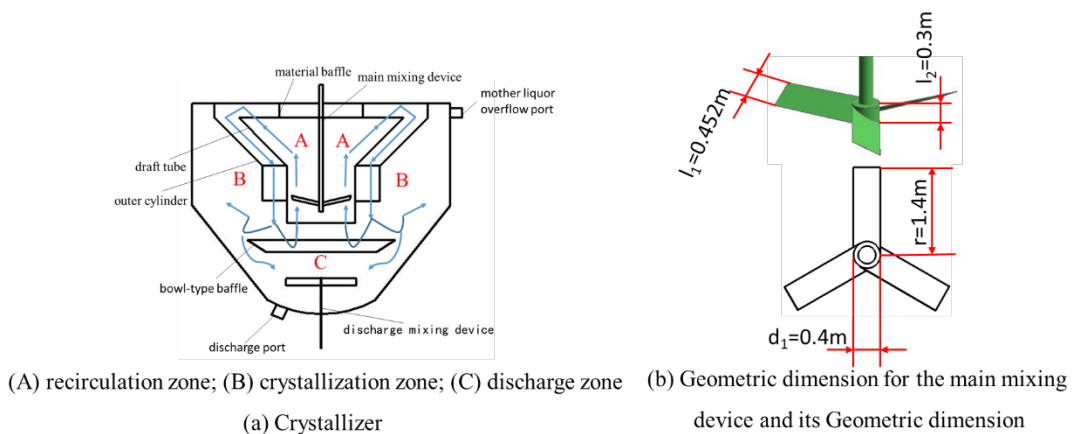 material baffle
main mixing device
mother liquor
overflow port
draft tube
outer cylinder
A
A
B
B
C
bowl-type baffle
discharge mixing device
discharge port
(A) recirculation zone; (B) crystallization zone; (C) discharge zone
(a) Crystallizer
l₁=0.452m
l₂=0.3m
r=1.4m
d₁=0.4m
(b) Geometric dimension for the main mixing
device and its Geometric dimension